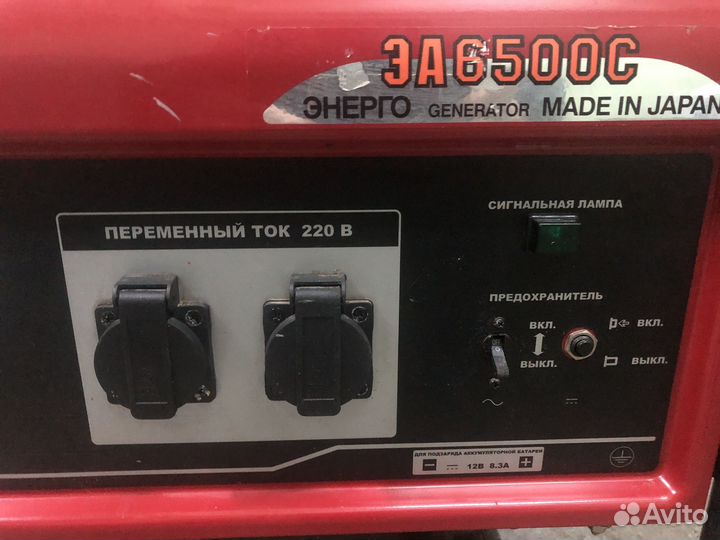 ЭА6500С
ЭНЕРГО GENERATOR MADE IN JAPAN
СИГНАЛЬНАЯ ЛАМПА
ПЕРЕМЕННЫЙ ТОК 220 В
ПРЕДОХРАНИТЕЛЬ
ВКЛ. ВКЛ.
ВЫКЛ. ВЫКЛ.
ДЛЯ ПОДЗАРЯДА АККУМУЛЯТОРНОЙ БАТАРЕИ
12В 8.3А
Avito